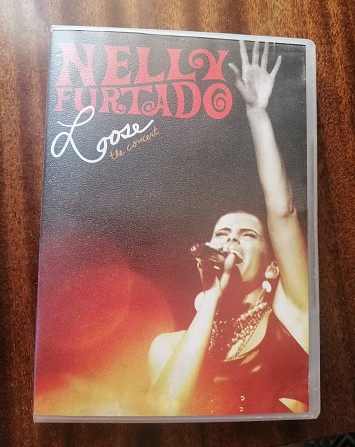 NELLY
FURTADO
Loose
the concert